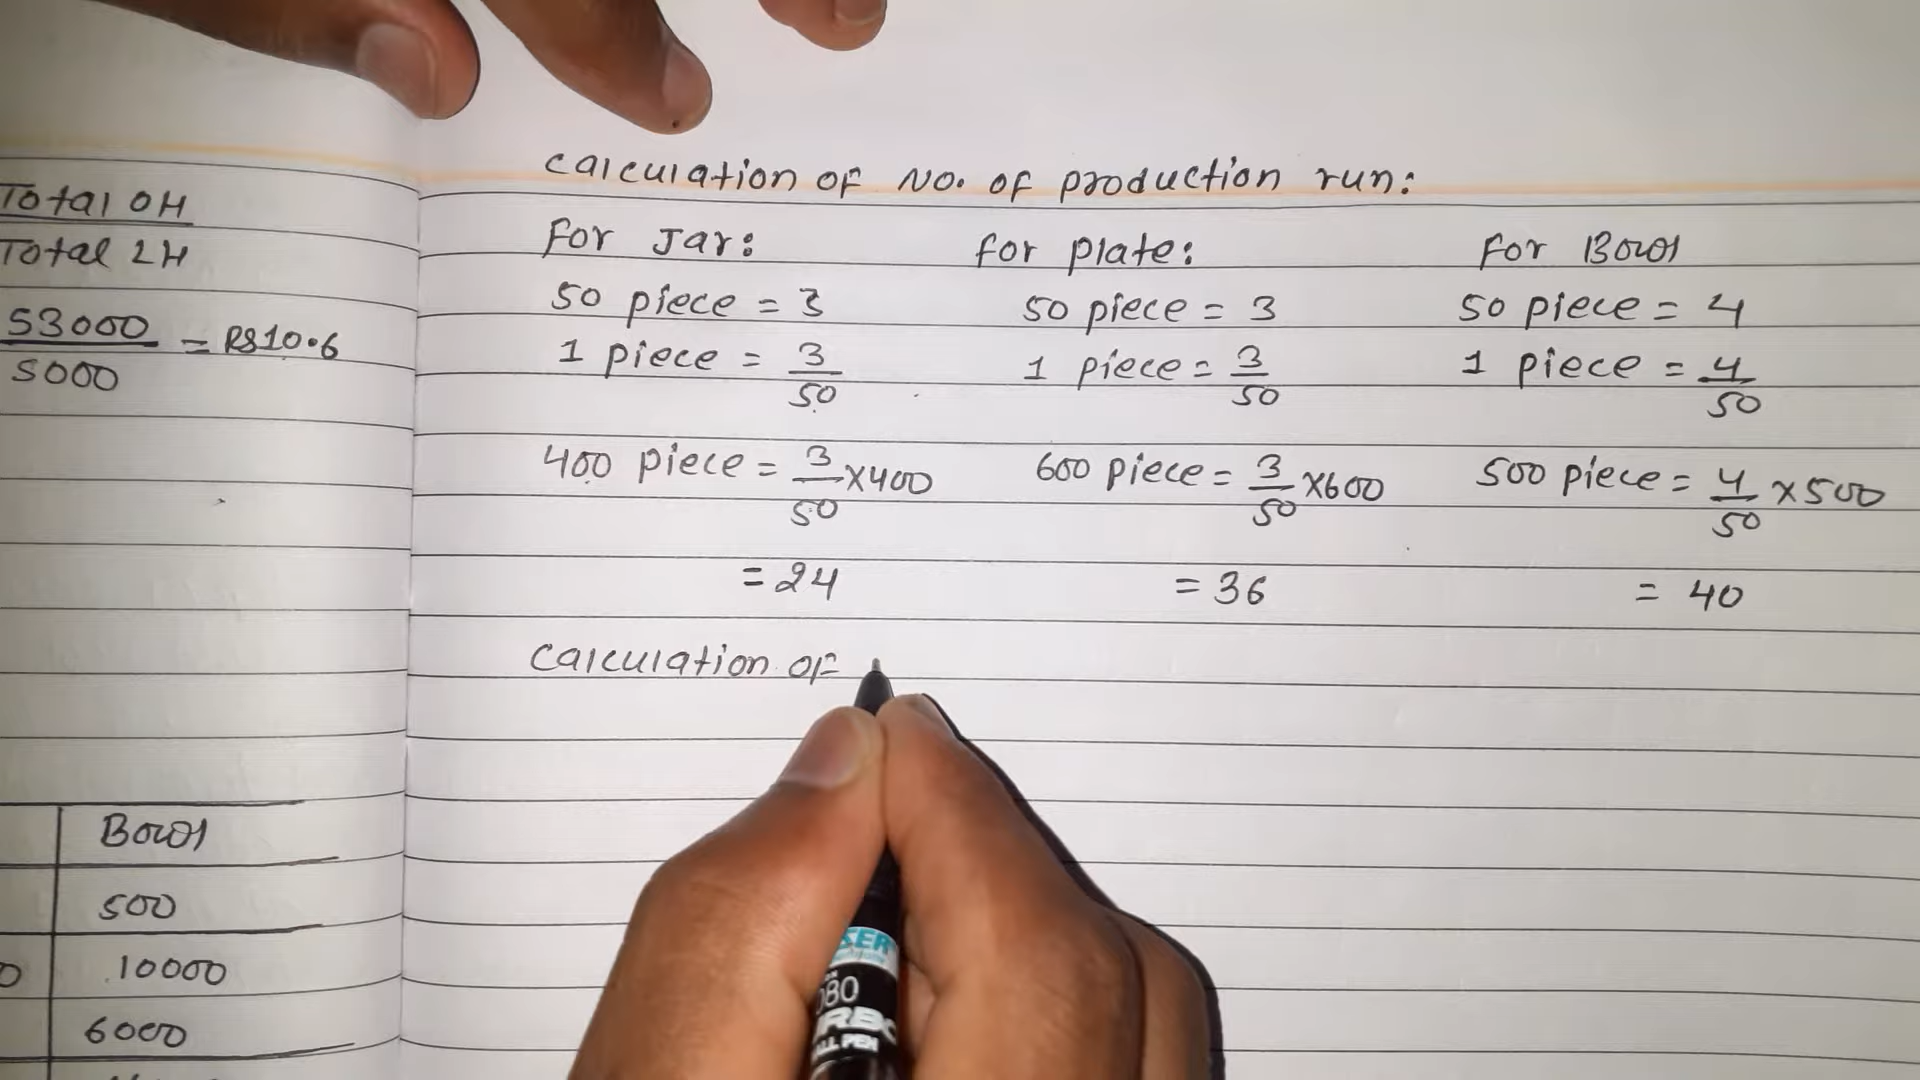 Total OH
Total LH
53000
5000
= RS 10.6
Bowl
500
0 10000
6000
calculation of No. of production run:
for Jar:
50 piece = 3
1 piece = 3/50
400 piece = 3/50 x400
= 24
for plate:
50 piece = 3
1 piece = 3/50
600 piece = 3/50 x600
= 36
for Bowl
50 piece = 4
1 piece = 4/50
500 piece = 4/50 x500
= 40
calculation of